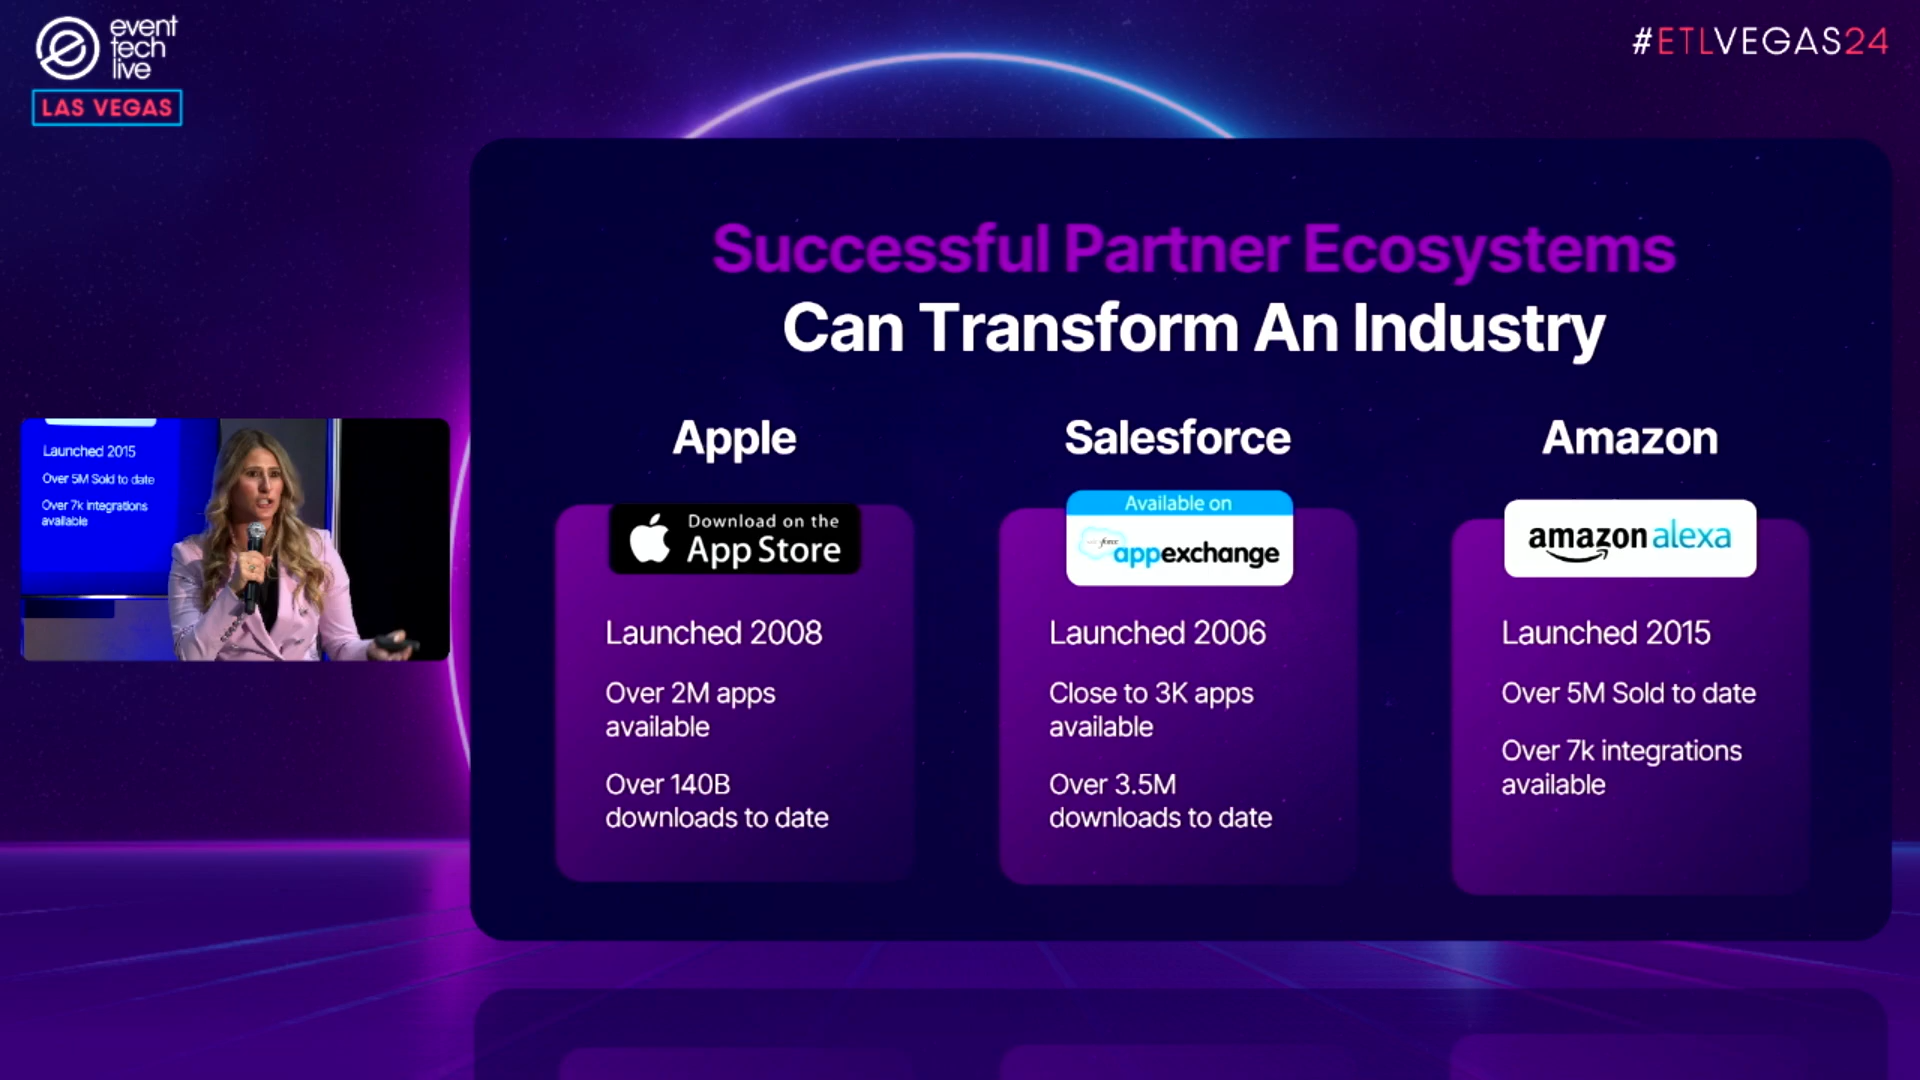 event
tech
live
LAS VEGAS
#ETLVEGAS24
Successful Partner Ecosystems
Can Transform An Industry
Apple
Download on the
App Store
Launched 2008
Over 2M apps
available
Over 140B
downloads to date
Salesforce
Available on
force
appexchange
Launched 2006
Close to 3K apps
available
Over 3.5M
downloads to date
Amazon
amazon alexa
Launched 2015
Over 5M Sold to date
Over 7k integrations
available
Launched 2015
Over 5M Sold to date
Over 7k integrations
available